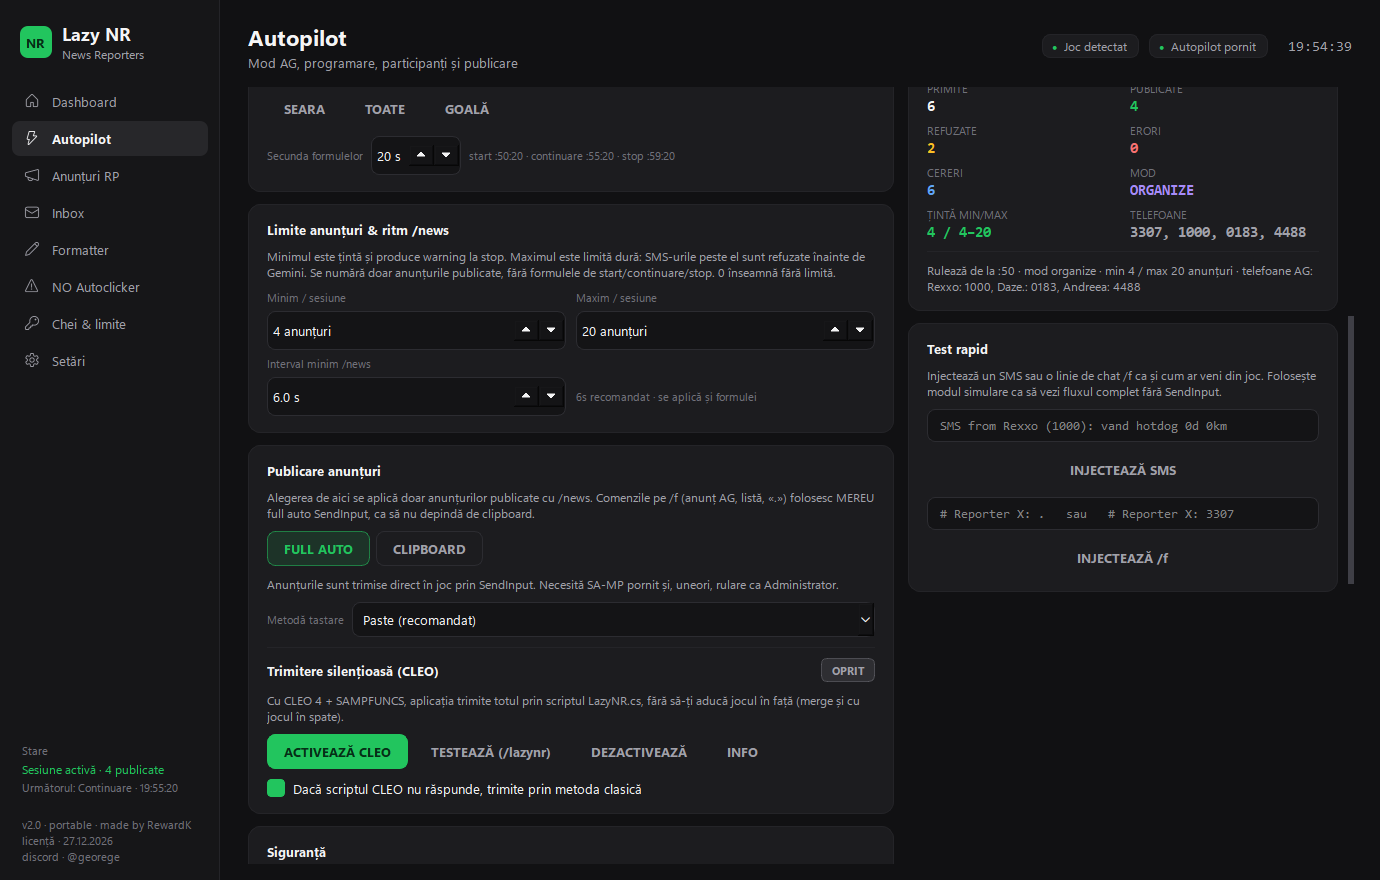 NR
Lazy NR
News Reporters
Dashboard
Autopilot
Anunțuri RP
Inbox
Formatter
NO Autoclicker
Chei & limite
Setări
Stare
Sesiune activă · 4 publicate
Următorul: Continuare · 19:55:20
v2.0 · portable · made by RewardK
licență · 27.12.2026
discord · @georege
Autopilot
Mod AG, programare, participanți și publicare
• Joc detectat
• Autopilot pornit
19:54:39
SEARA TOATE GOALĂ
Secunda formulelor 20 s start :50:20 · continuare :55:20 · stop :59:20
Limite anunțuri & ritm /news
Minimul este țintă și produce warning la stop. Maximul este limită dură: SMS-urile peste el sunt refuzate înainte de
Gemini. Se numără doar anunțurile publicate, fără formulele de start/continuare/stop. 0 înseamnă fără limită.
Minim / sesiune Maxim / sesiune
4 anunțuri 20 anunțuri
Interval minim /news
6.0 s 6s recomandat · se aplică și formulei
Publicare anunțuri
Alegerea de aici se aplică doar anunțurilor publicate cu /news. Comenzile pe /f (anunț AG, listă, «.») folosesc MEREU
full auto SendInput, ca să nu depindă de clipboard.
FULL AUTO CLIPBOARD
Anunțurile sunt trimise direct în joc prin SendInput. Necesită SA-MP pornit și, uneori, rulare ca Administrator.
Metodă tastare Paste (recomandat)
Trimitere silențioasă (CLEO) OPRIT
Cu CLEO 4 + SAMPFUNCS, aplicația trimite totul prin scriptul LazyNR.cs, fără să-ți aducă jocul în față (merge și cu
jocul în spate).
ACTIVEAZĂ CLEO TESTEAZĂ (/lazynr) DEZACTIVEAZĂ INFO
Dacă scriptul CLEO nu răspunde, trimite prin metoda clasică
Siguranță
PRIMITE PUBLICATE
6 4
REFUZATE ERORI
2 0
CERERI MOD
6 ORGANIZE
ȚINTĂ MIN/MAX TELEFOANE
4 / 4–20 3307, 1000, 0183, 4488
Rulează de la :50 · mod organize · min 4 / max 20 anunțuri · telefoane AG:
Rexxo: 1000, Daze.: 0183, Andreea: 4488
Test rapid
Injectează un SMS sau o linie de chat /f ca și cum ar veni din joc. Folosește
modul simulare ca să vezi fluxul complet fără SendInput.
SMS from Rexxo (1000): vand hotdog 0d 0km
INJECTEAZĂ SMS
# Reporter X: . sau # Reporter X: 3307
INJECTEAZĂ /f